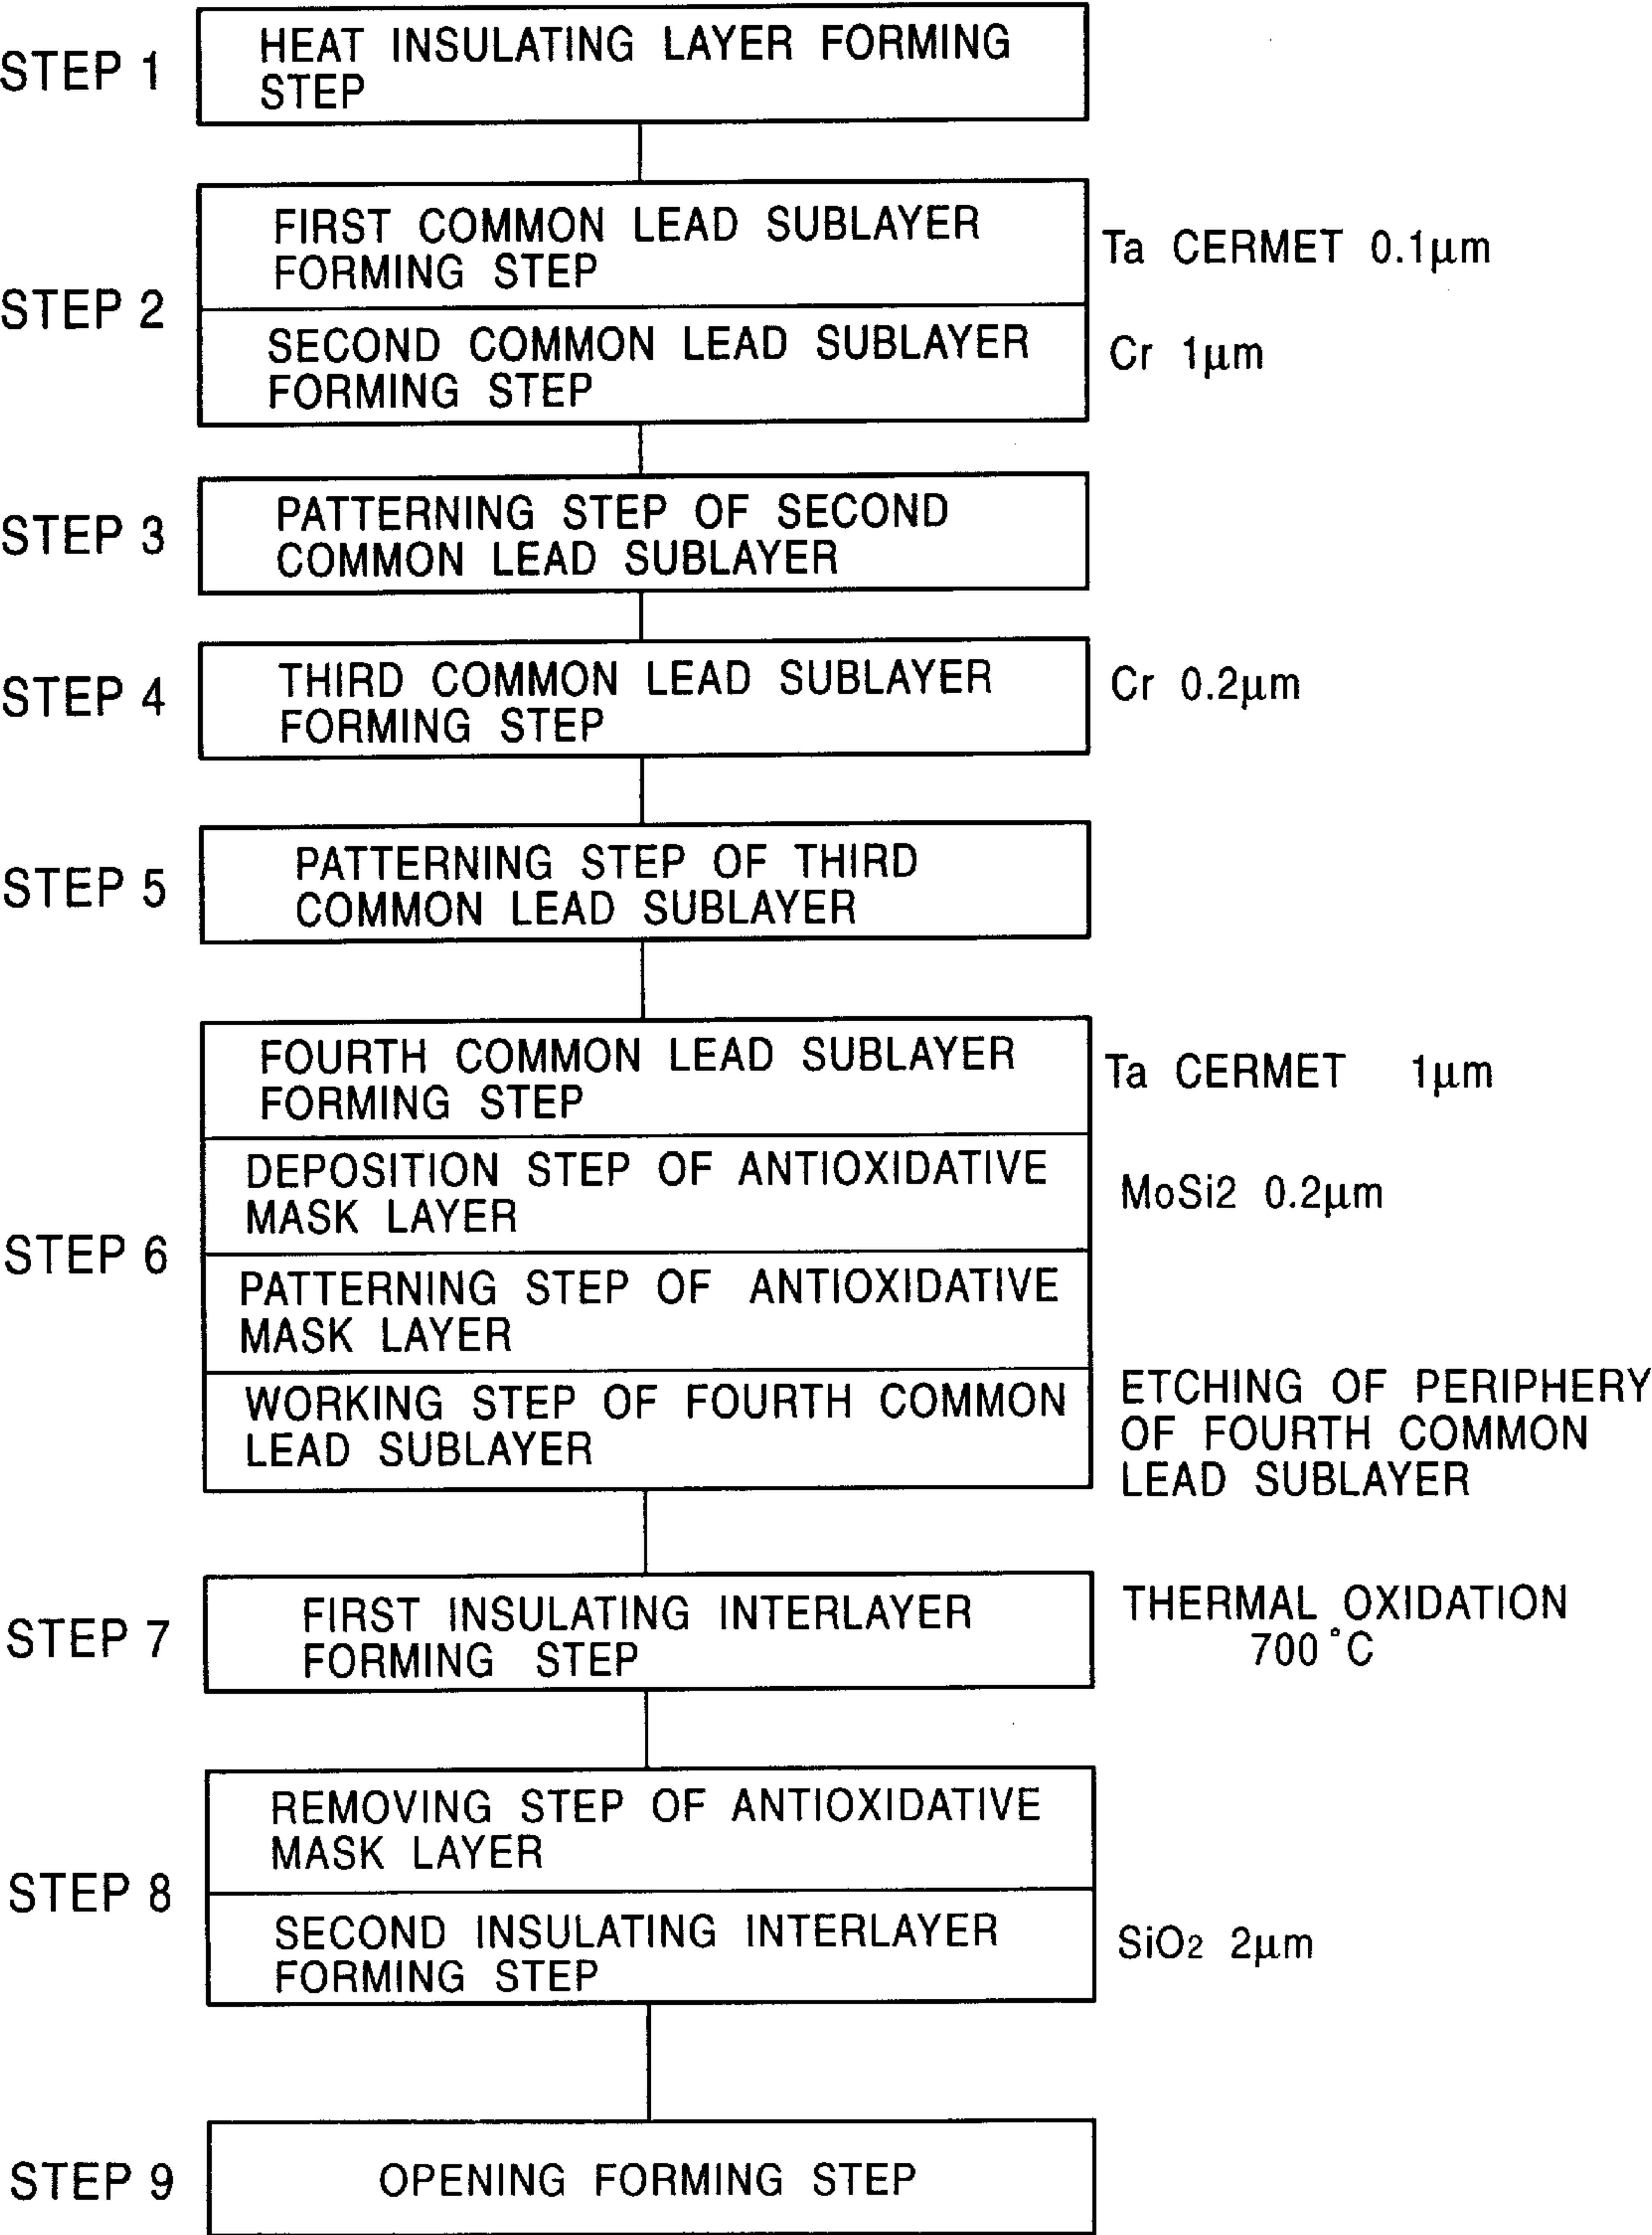 STEP 1
HEAT INSULATING LAYER FORMING
STEP
STEP 2
FIRST COMMON LEAD SUBLAYER
FORMING STEP
Ta CERMET 0.1μm
SECOND COMMON LEAD SUBLAYER
FORMING STEP
Cr 1μm
STEP 3
PATTERNING STEP OF SECOND
COMMON LEAD SUBLAYER
STEP 4
THIRD COMMON LEAD SUBLAYER
FORMING STEP
Cr 0.2μm
STEP 5
PATTERNING STEP OF THIRD
COMMON LEAD SUBLAYER
STEP 6
FOURTH COMMON LEAD SUBLAYER
FORMING STEP
Ta CERMET 1μm
DEPOSITION STEP OF ANTIOXIDATIVE
MASK LAYER
MoSi2 0.2μm
PATTERNING STEP OF ANTIOXIDATIVE
MASK LAYER
WORKING STEP OF FOURTH COMMON
LEAD SUBLAYER
ETCHING OF PERIPHERY
OF FOURTH COMMON
LEAD SUBLAYER
STEP 7
FIRST INSULATING INTERLAYER
FORMING STEP
THERMAL OXIDATION
700°C
STEP 8
REMOVING STEP OF ANTIOXIDATIVE
MASK LAYER
SECOND INSULATING INTERLAYER
FORMING STEP
SiO2 2μm
STEP 9
OPENING FORMING STEP